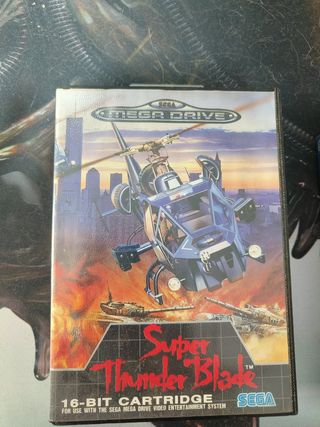 SEGA
MEGA DRIVE
Super
Thunder Blade™
16-BIT CARTRIDGE
FOR USE WITH THE SEGA MEGA DRIVE VIDEO ENTERTAINMENT SYSTEM
SEGA